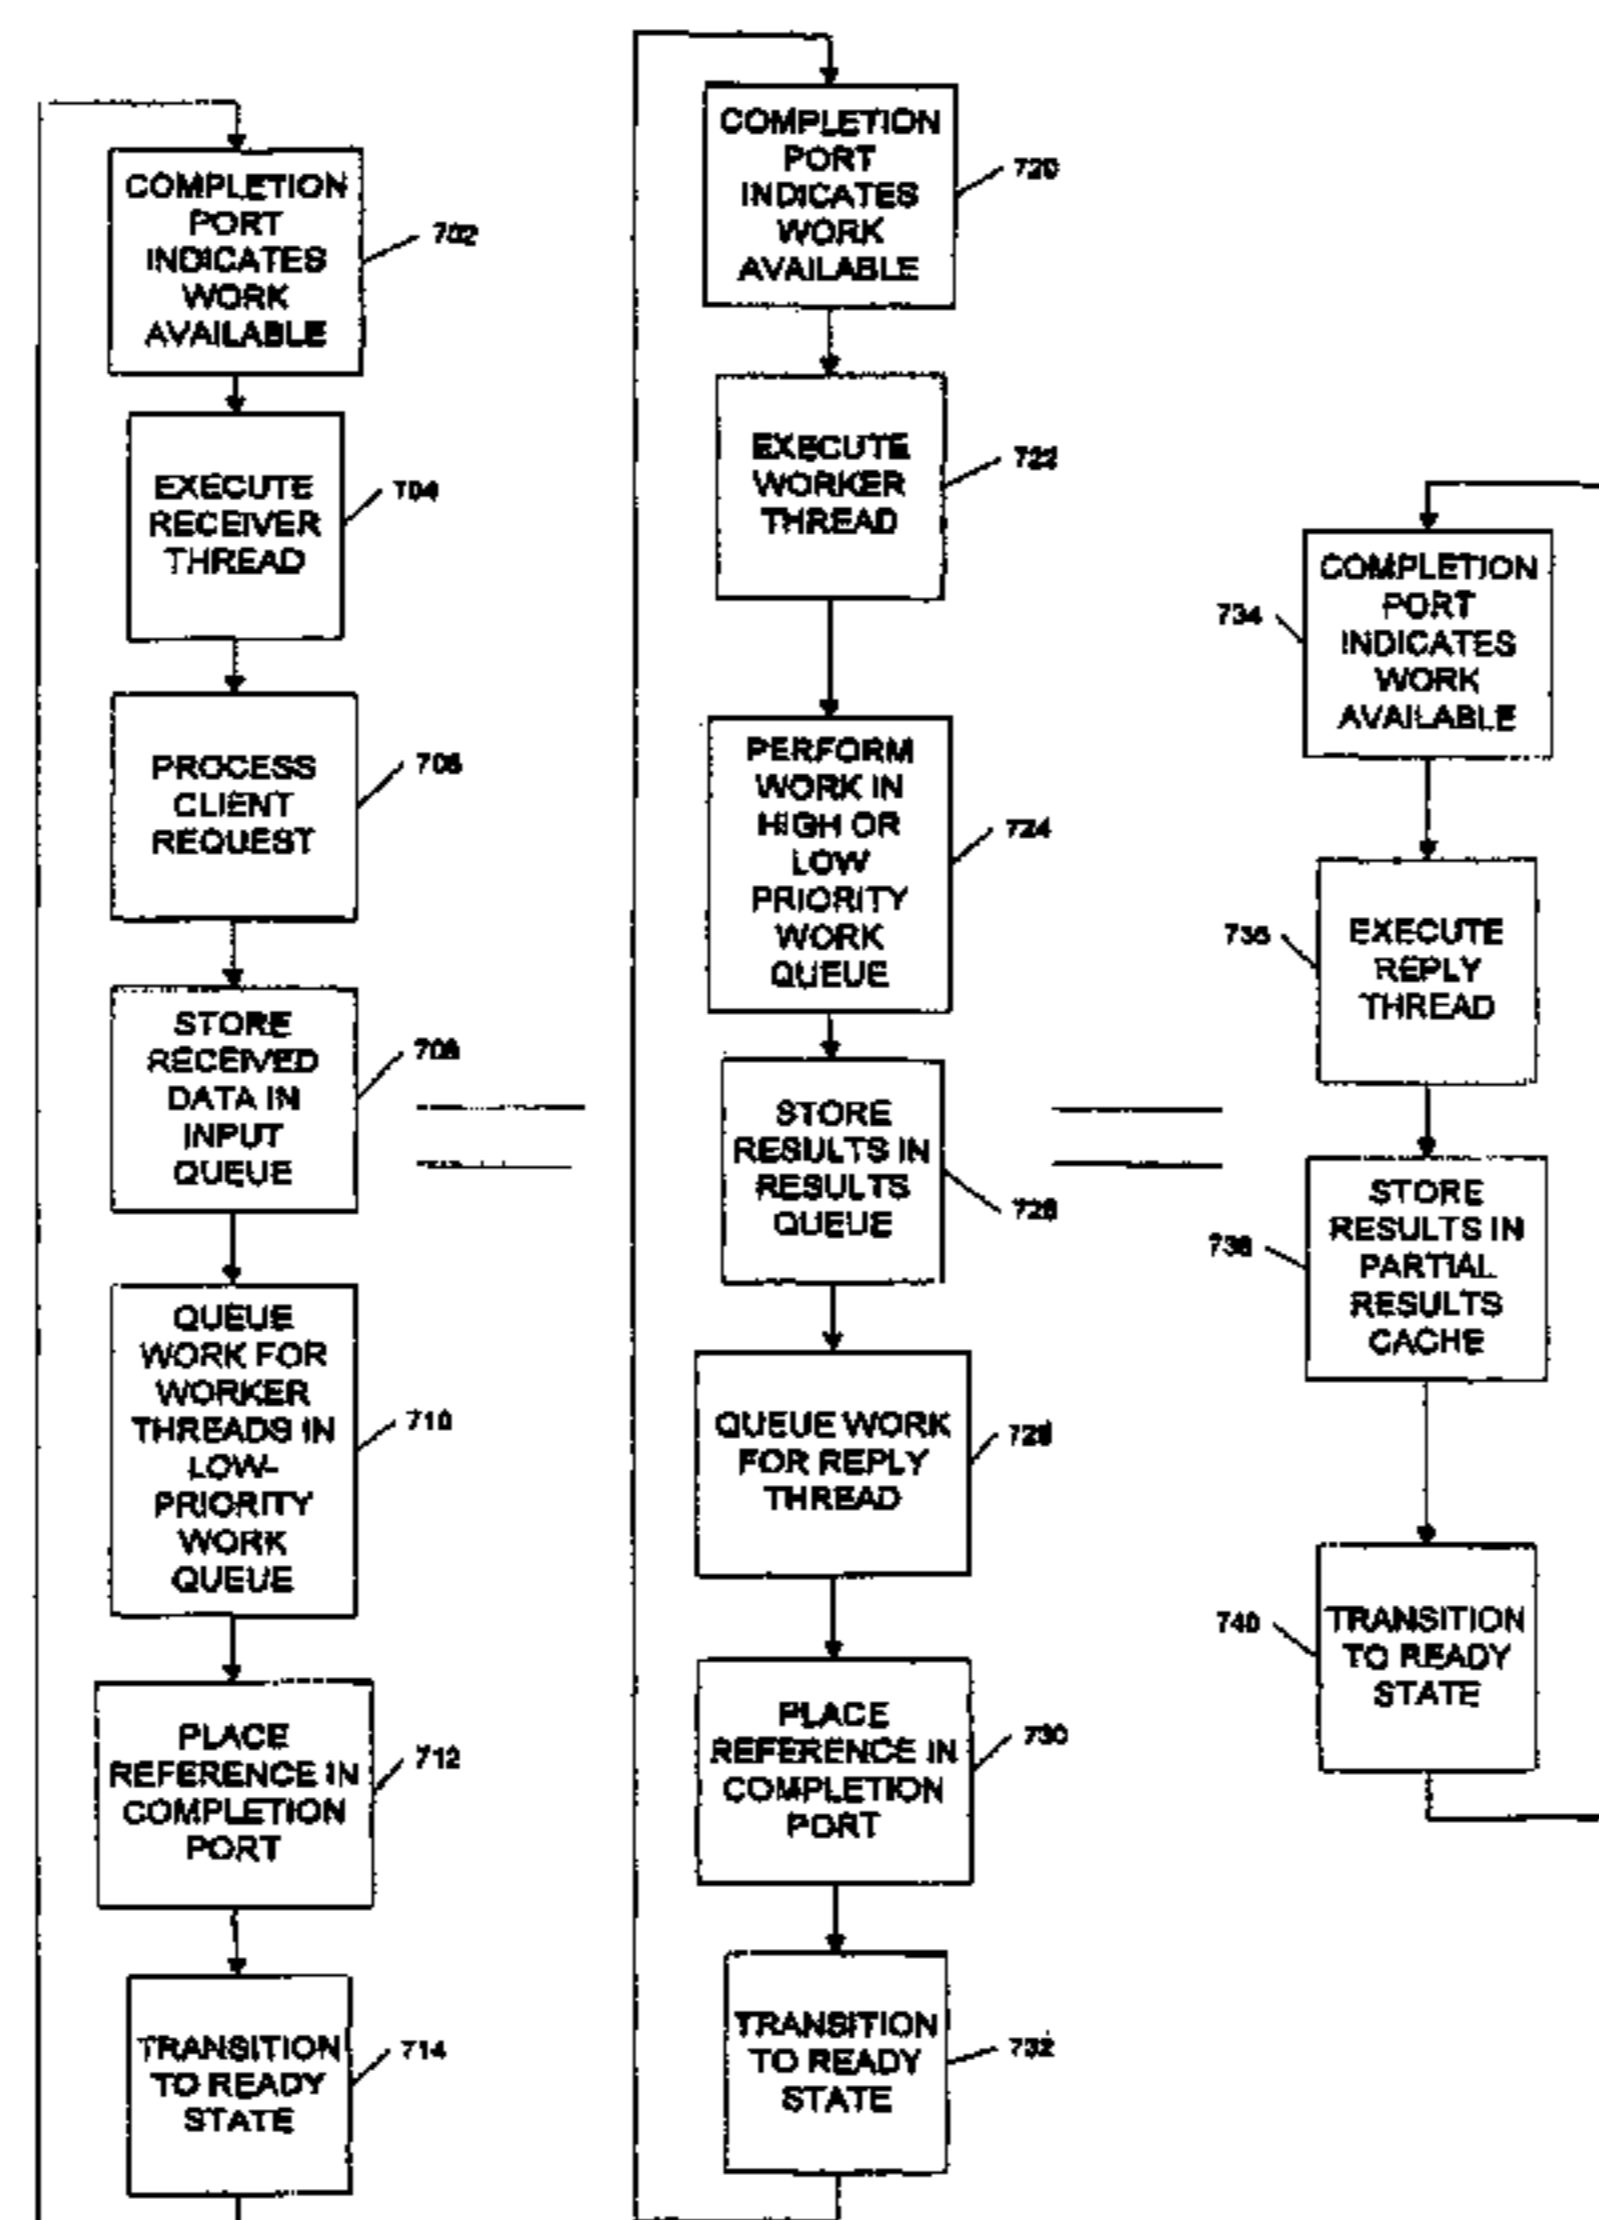 COMPLETION
PORT
INDICATES
WORK
AVAILABLE
702
EXECUTE
RECEIVER
THREAD
704
PROCESS
CLIENT
REQUEST
706
STORE
RECEIVED
DATA IN
INPUT
QUEUE
708
QUEUE
WORK FOR
WORKER
THREADS IN
LOW-
PRIORITY
WORK
QUEUE
710
PLACE
REFERENCE IN
COMPLETION
PORT
712
TRANSITION
TO READY
STATE
714
COMPLETION
PORT
INDICATES
WORK
AVAILABLE
720
EXECUTE
WORKER
THREAD
722
PERFORM
WORK IN
HIGH OR
LOW
PRIORITY
WORK
QUEUE
724
STORE
RESULTS IN
RESULTS
QUEUE
726
QUEUE WORK
FOR REPLY
THREAD
728
PLACE
REFERENCE IN
COMPLETION
PORT
730
TRANSITION
TO READY
STATE
732
COMPLETION
PORT
INDICATES
WORK
AVAILABLE
734
EXECUTE
REPLY
THREAD
736
STORE
RESULTS IN
PARTIAL
RESULTS
CACHE
738
TRANSITION
TO READY
STATE
740